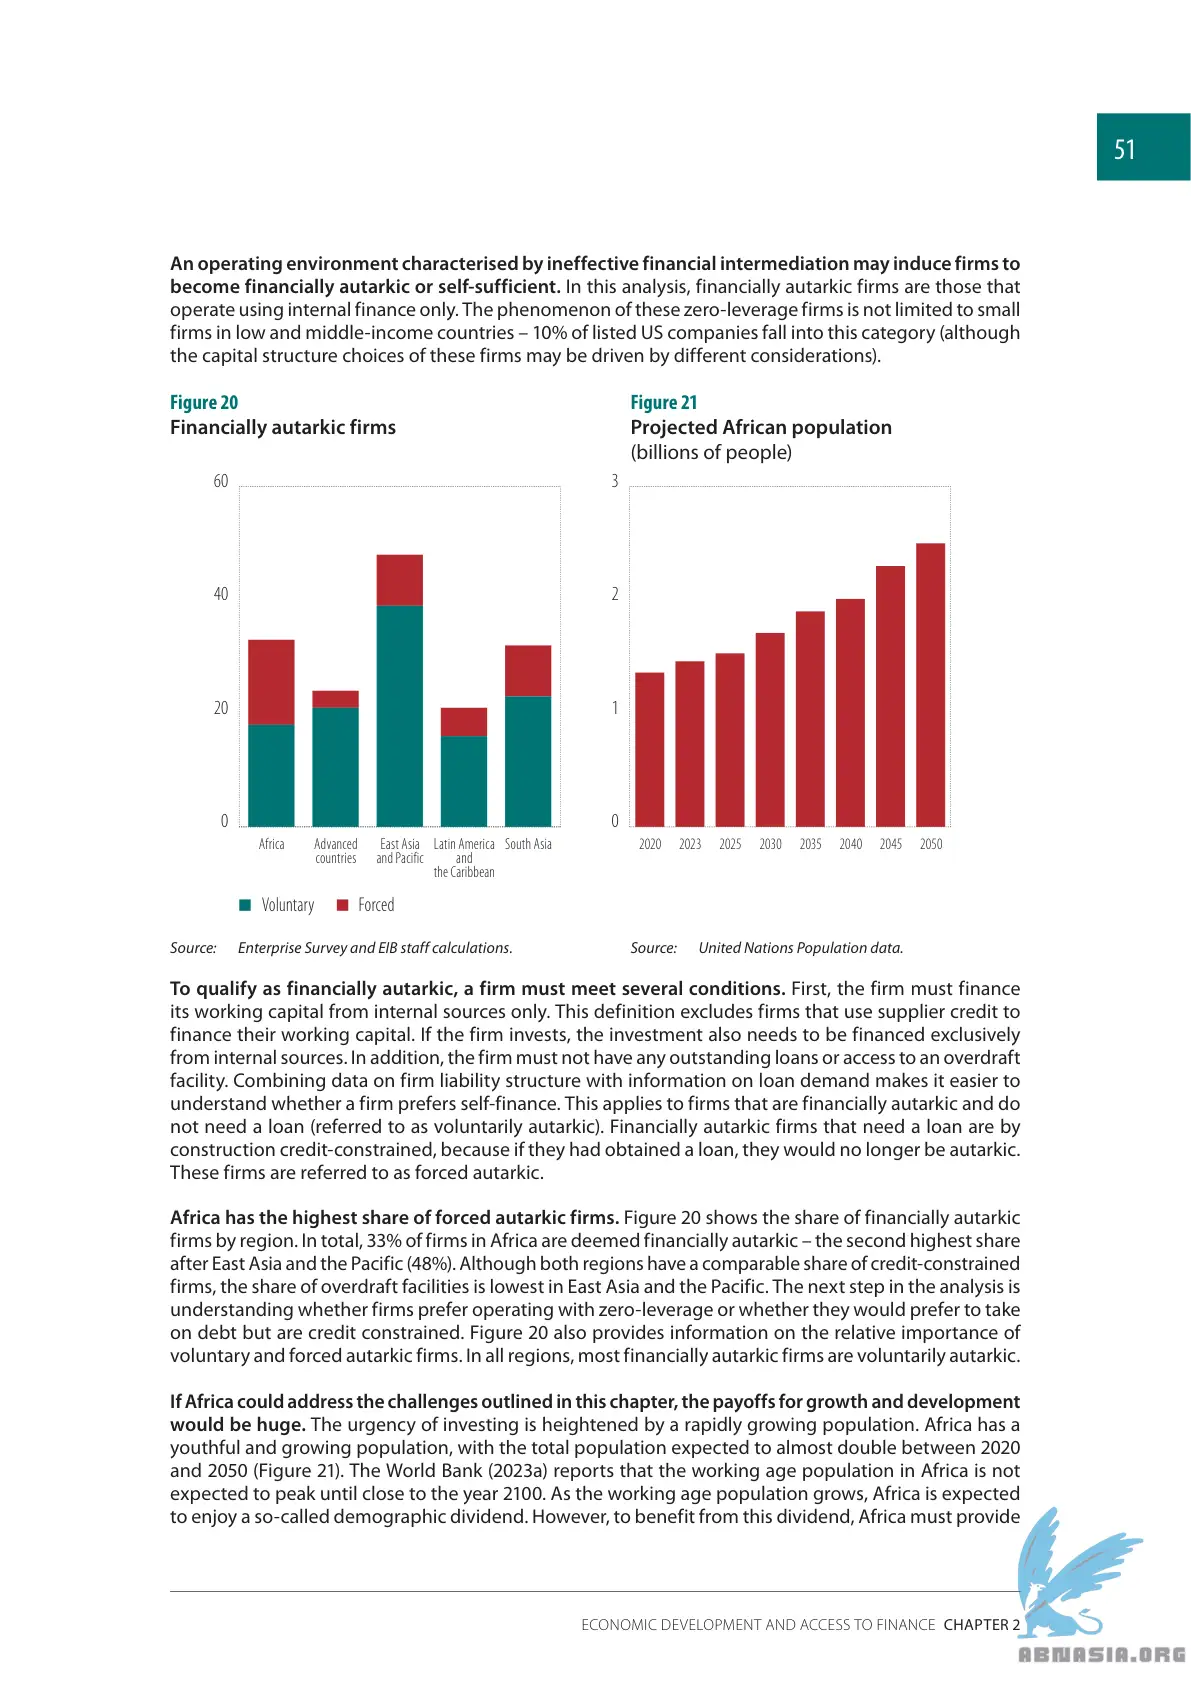 51
An operating environment characterised by ineffective financial intermediation may induce firms to
become financially autarkic or self-sufficient. In this analysis, financially autarkic firms are those that
operate using internal finance only. The phenomenon of these zero-leverage firms is not limited to small
firms in low and middle-income countries – 10% of listed US companies fall into this category (although
the capital structure choices of these firms may be driven by different considerations).
Figure 20
Financially autarkic firms
60
40
20
0
Africa
Advanced
countries
East Asia
and Pacific
Latin America
and
the Caribbean
South Asia
Voluntary
Forced
Source: Enterprise Survey and EIB staff calculations.
Figure 21
Projected African population
(billions of people)
3
2
1
0
2020 2023 2025 2030 2035 2040 2045 2050
Source: United Nations Population data.
To qualify as financially autarkic, a firm must meet several conditions. First, the firm must finance
its working capital from internal sources only. This definition excludes firms that use supplier credit to
finance their working capital. If the firm invests, the investment also needs to be financed exclusively
from internal sources. In addition, the firm must not have any outstanding loans or access to an overdraft
facility. Combining data on firm liability structure with information on loan demand makes it easier to
understand whether a firm prefers self-finance. This applies to firms that are financially autarkic and do
not need a loan (referred to as voluntarily autarkic). Financially autarkic firms that need a loan are by
construction credit-constrained, because if they had obtained a loan, they would no longer be autarkic.
These firms are referred to as forced autarkic.
Africa has the highest share of forced autarkic firms. Figure 20 shows the share of financially autarkic
firms by region. In total, 33% of firms in Africa are deemed financially autarkic – the second highest share
after East Asia and the Pacific (48%). Although both regions have a comparable share of credit-constrained
firms, the share of overdraft facilities is lowest in East Asia and the Pacific. The next step in the analysis is
understanding whether firms prefer operating with zero-leverage or whether they would prefer to take
on debt but are credit constrained. Figure 20 also provides information on the relative importance of
voluntary and forced autarkic firms. In all regions, most financially autarkic firms are voluntarily autarkic.
If Africa could address the challenges outlined in this chapter, the payoffs for growth and development
would be huge. The urgency of investing is heightened by a rapidly growing population. Africa has a
youthful and growing population, with the total population expected to almost double between 2020
and 2050 (Figure 21). The World Bank (2023a) reports that the working age population in Africa is not
expected to peak until close to the year 2100. As the working age population grows, Africa is expected
to enjoy a so-called demographic dividend. However, to benefit from this dividend, Africa must provide
ECONOMIC DEVELOPMENT AND ACCESS TO FINANCE CHAPTER 2
ABNASIA.ORG